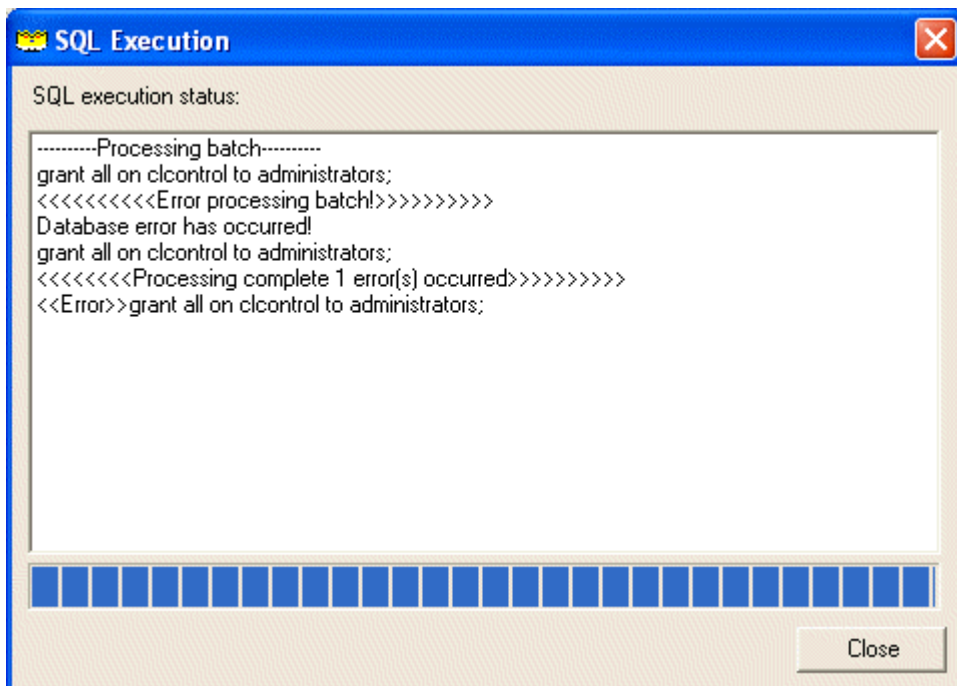 SQL Execution
SQL execution status:
----------Processing batch----------
grant all on clcontrol to administrators;
<<<<<<<<<<Error processing batch!>>>>>>>>>>
Database error has occurred!
grant all on clcontrol to administrators;
<<<<<<<<Processing complete 1 error(s) occurred>>>>>>>>>>
<<Error>>grant all on clcontrol to administrators;
Close